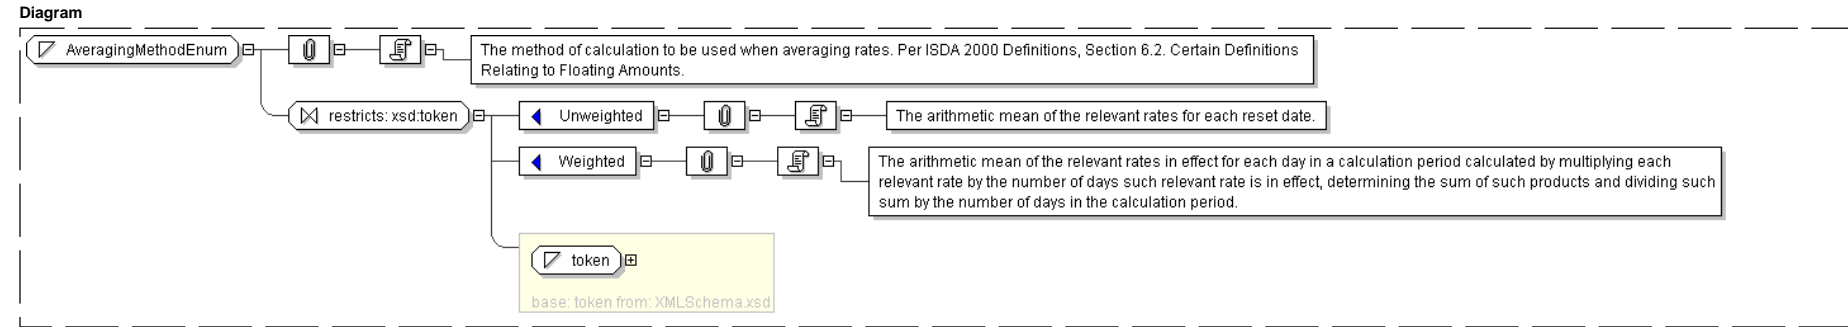 Diagram
AveragingMethodEnum
The method of calculation to be used when averaging rates. Per ISDA 2000 Definitions, Section 6.2. Certain Definitions
Relating to Floating Amounts.
restricts: xsd:token
Unweighted
The arithmetic mean of the relevant rates for each reset date.
Weighted
The arithmetic mean of the relevant rates in effect for each day in a calculation period calculated by multiplying each
relevant rate by the number of days such relevant rate is in effect, determining the sum of such products and dividing such
sum by the number of days in the calculation period.
token
base: token from: XMLSchema.xsd